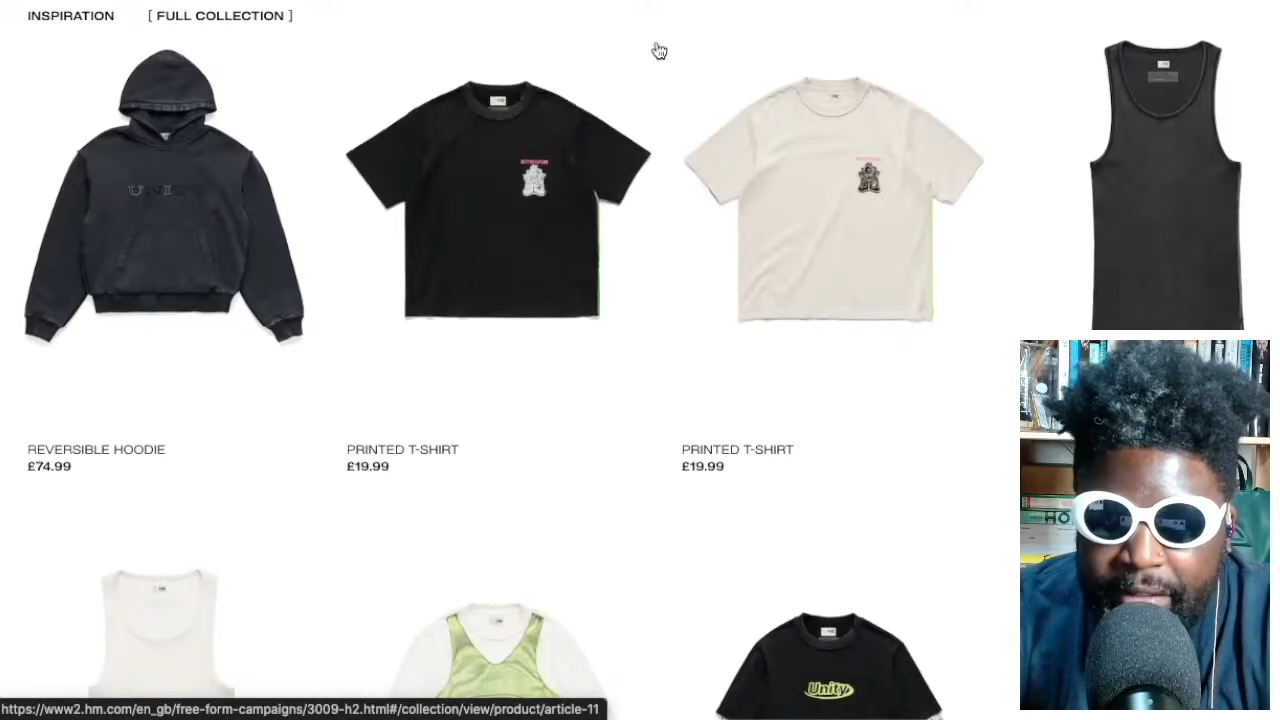 INSPIRATION [ FULL COLLECTION ]
REVERSIBLE HOODIE
£74.99
PRINTED T-SHIRT
£19.99
PRINTED T-SHIRT
£19.99
Unity
https://www2.hm.com/en_gb/free-form-campaigns/3009-h2.html#/collection/view/product/article-11